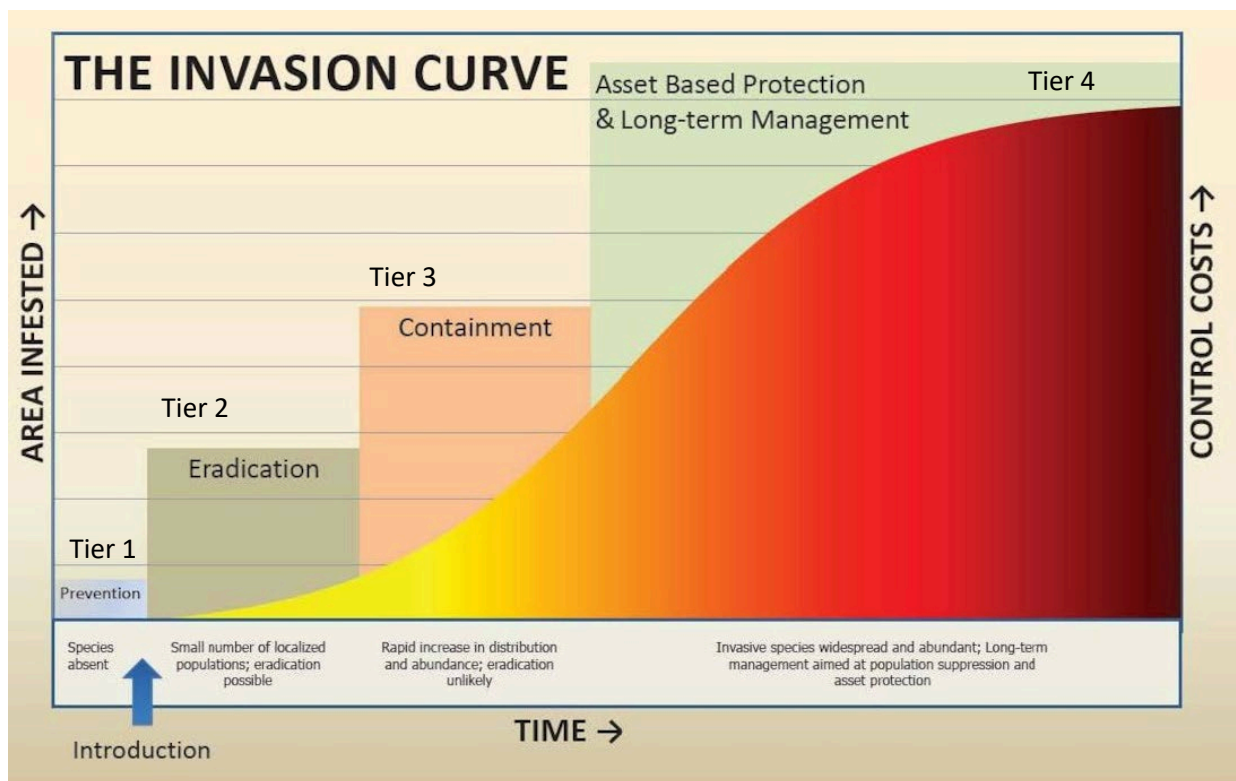 THE INVASION CURVE
Asset Based Protection
& Long-term Management
Tier 4
Tier 3
Containment
Tier 2
Eradication
Tier 1
Prevention
AREA INFESTED →
CONTROL COSTS →
Species
absent
Small number of localized
populations; eradication
possible
Rapid increase in distribution
and abundance; eradication
unlikely
Invasive species widespread and abundant; Long-term
management aimed at population suppression and
asset protection
Introduction
TIME →